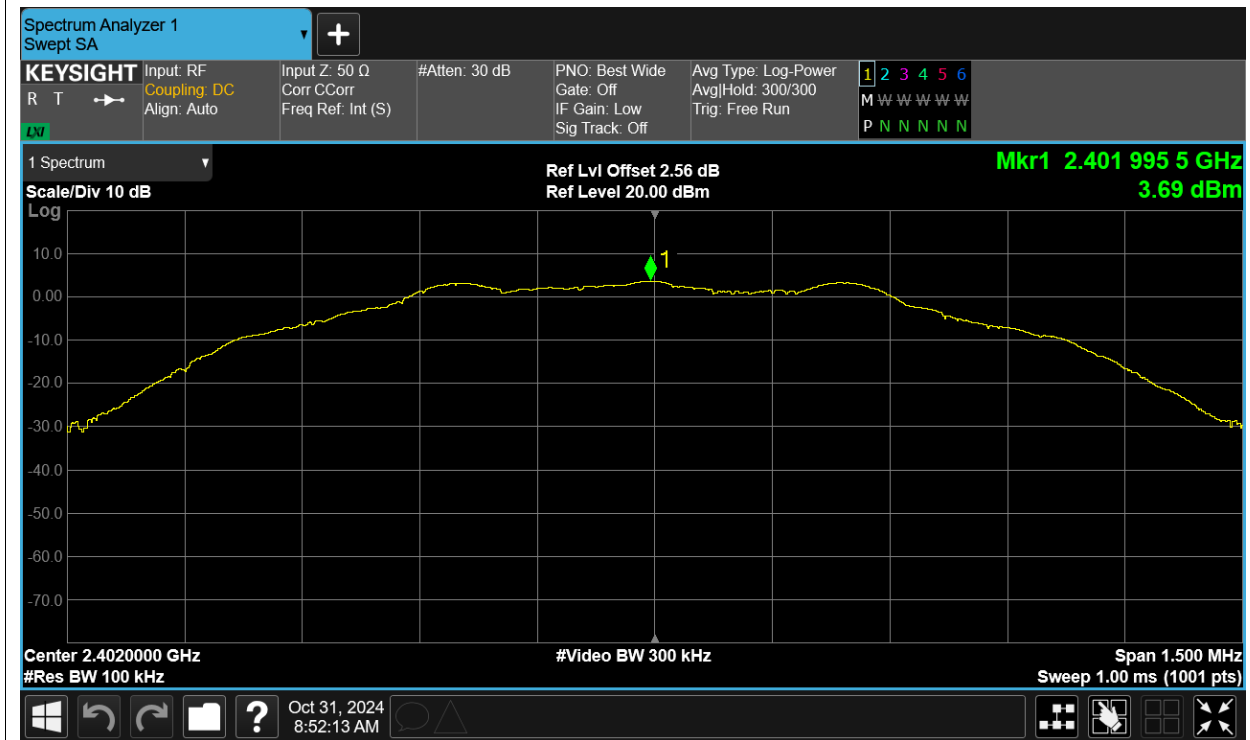 Spectrum Analyzer 1
Swept SA
KEYSIGHT
R T
LXI
Input: RF
Coupling: DC
Align: Auto
Input Z: 50 Ω
Corr CCorr
Freq Ref: Int (S)
#Atten: 30 dB
PNO: Best Wide
Gate: Off
IF Gain: Low
Sig Track: Off
Avg Type: Log-Power
Avg|Hold: 300/300
Trig: Free Run
1 2 3 4 5 6
M W W W W W
P N N N N N
1 Spectrum
Scale/Div 10 dB
Log
Ref Lvl Offset 2.56 dB
Ref Level 20.00 dBm
Mkr1 2.401 995 5 GHz
3.69 dBm
1
10.0
0.00
-10.0
-20.0
-30.0
-40.0
-50.0
-60.0
-70.0
Center 2.4020000 GHz
#Res BW 100 kHz
#Video BW 300 kHz
Span 1.500 MHz
Sweep 1.00 ms (1001 pts)
?
Oct 31, 2024
8:52:13 AM